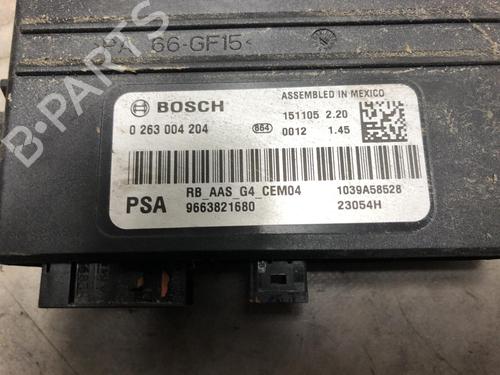 PA 66-GF15<
BOSCH
ASSEMBLED IN MEXICO
0 263 004 204
864
151105 2.20
0012 1.45
PSA
RB_AAS_G4_CEM04
1039A58528
9663821680
23054H
B-PARTS